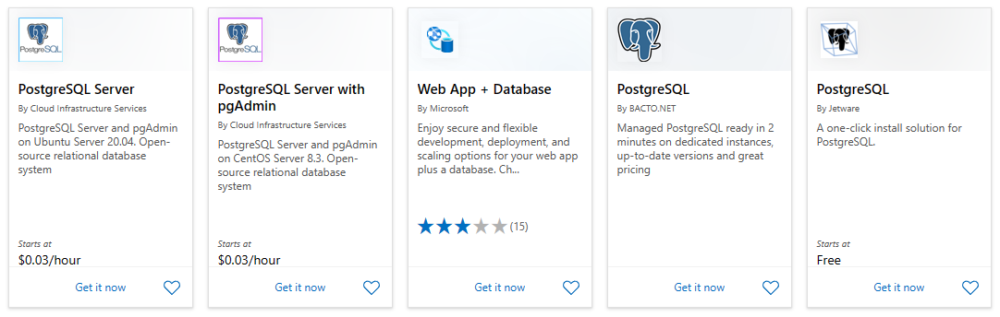 PostgreSQL
PostgreSQL Server
By Cloud Infrastructure Services
PostgreSQL Server and pgAdmin
on Ubuntu Server 20.04. Open-
source relational database
system
Starts at
$0.03/hour
Get it now
PostgreSQL
PostgreSQL Server with
pgAdmin
By Cloud Infrastructure Services
PostgreSQL Server and pgAdmin
on CentOS Server 8.3. Open-
source relational database
system
Starts at
$0.03/hour
Get it now
Web App + Database
By Microsoft
Enjoy secure and flexible
development, deployment, and
scaling options for your web app
plus a database. Ch...
(15)
Get it now
PostgreSQL
By BACTO.NET
Managed PostgreSQL ready in 2
minutes on dedicated instances,
up-to-date versions and great
pricing
Get it now
PostgreSQL
By Jetware
A one-click install solution for
PostgreSQL.
Starts at
Free
Get it now